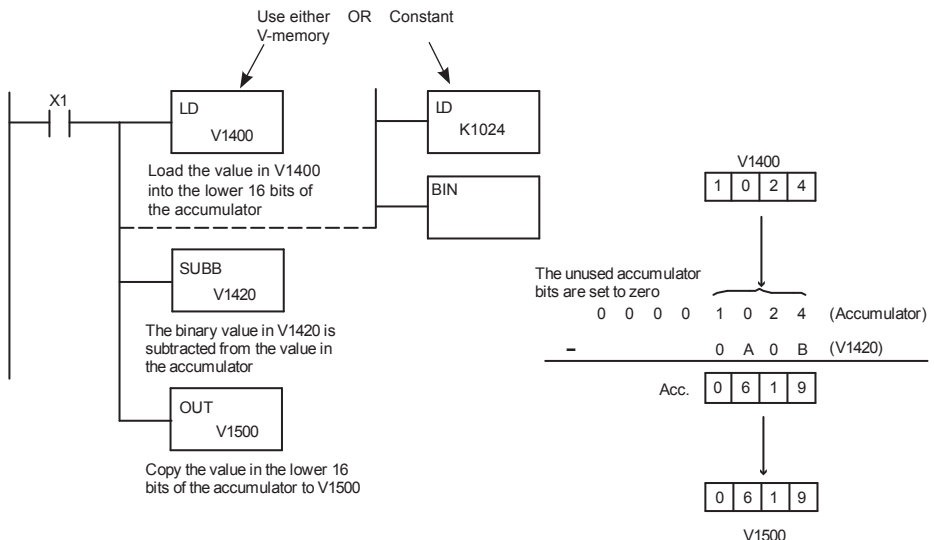 Use either OR Constant
V-memory
X1
LD
V1400
Load the value in V1400
into the lower 16 bits of
the accumulator
LD
K1024
BIN
SUBB
V1420
The binary value in V1420 is
subtracted from the value in
the accumulator
OUT
V1500
Copy the value in the lower 16
bits of the accumulator to V1500
V1400
1 0 2 4
The unused accumulator
bits are set to zero
0 0 0 0 1 0 2 4 (Accumulator)
– 0 A 0 B (V1420)
Acc. 0 6 1 9
0 6 1 9
V1500